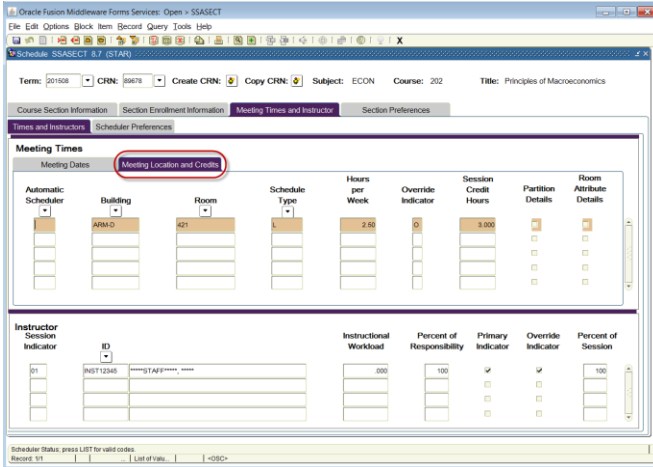 Oracle Fusion Middleware Forms Services: Open > SSASECT
File Edit Options Block Item Record Query Tools Help
Schedule SSASECT 8.7 (STAR)
Term: 201508 CRN: 89678 Create CRN: Copy CRN: Subject: ECON Course: 202 Title: Principles of Macroeconomics
Course Section Information Section Enrollment Information Meeting Times and Instructor Section Preferences
Times and Instructors Scheduler Preferences
Meeting Times
Meeting Dates Meeting Location and Credits
Automatic Scheduler Building Room Schedule Type Hours per Week Override Indicator Session Credit Hours Partition Details Room Attribute Details
ARM-D 421 L 2.50 O 3.000
Instructor
Session Indicator ID Instructional Workload Percent of Responsibility Primary Indicator Override Indicator Percent of Session
01 INST12345 *****STAFF*****, ***** .000 100 100
Scheduler Status; press LIST for valid codes.
Record: 1/1 ... List of Valu... <OSC>